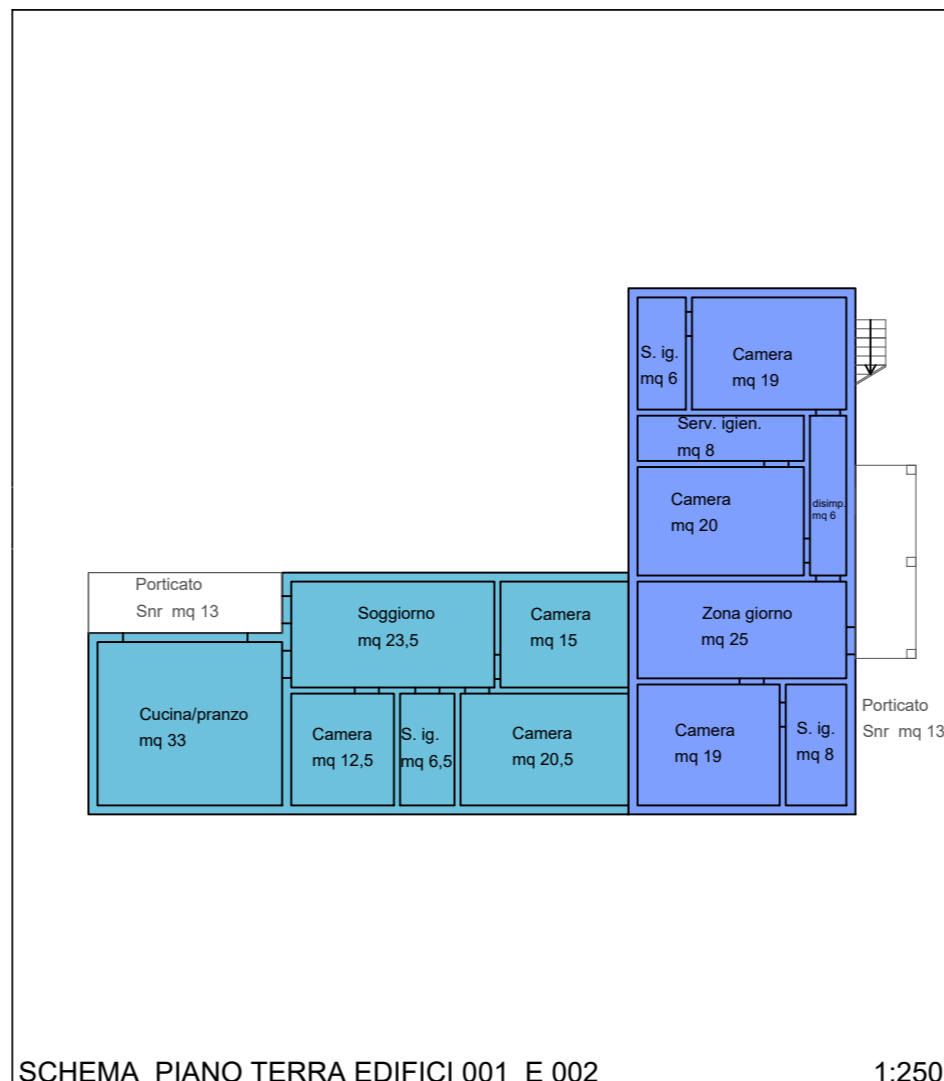 S. ig.
mq 6
Camera
mq 19
Serv. igien.
mq 8
Camera
mq 20
disimp.
mq 6
Porticato
Snr mq 13
Soggiorno
mq 23,5
Camera
mq 15
Zona giorno
mq 25
Cucina/pranzo
mq 33
Camera
mq 12,5
S. ig.
mq 6,5
Camera
mq 20,5
Camera
mq 19
S. ig.
mq 8
Porticato
Snr mq 13
SCHEMA PIANO TERRA EDIFICI 001 E 002 1:250